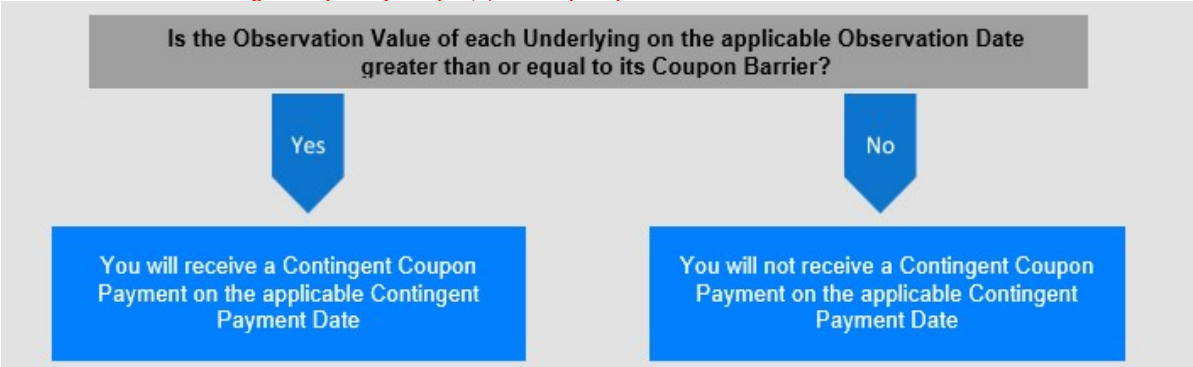 Is the Observation Value of each Underlying on the applicable Observation Date
greater than or equal to its Coupon Barrier?
Yes
No
You will receive a Contingent Coupon
Payment on the applicable Contingent
Payment Date
You will not receive a Contingent Coupon
Payment on the applicable Contingent
Payment Date